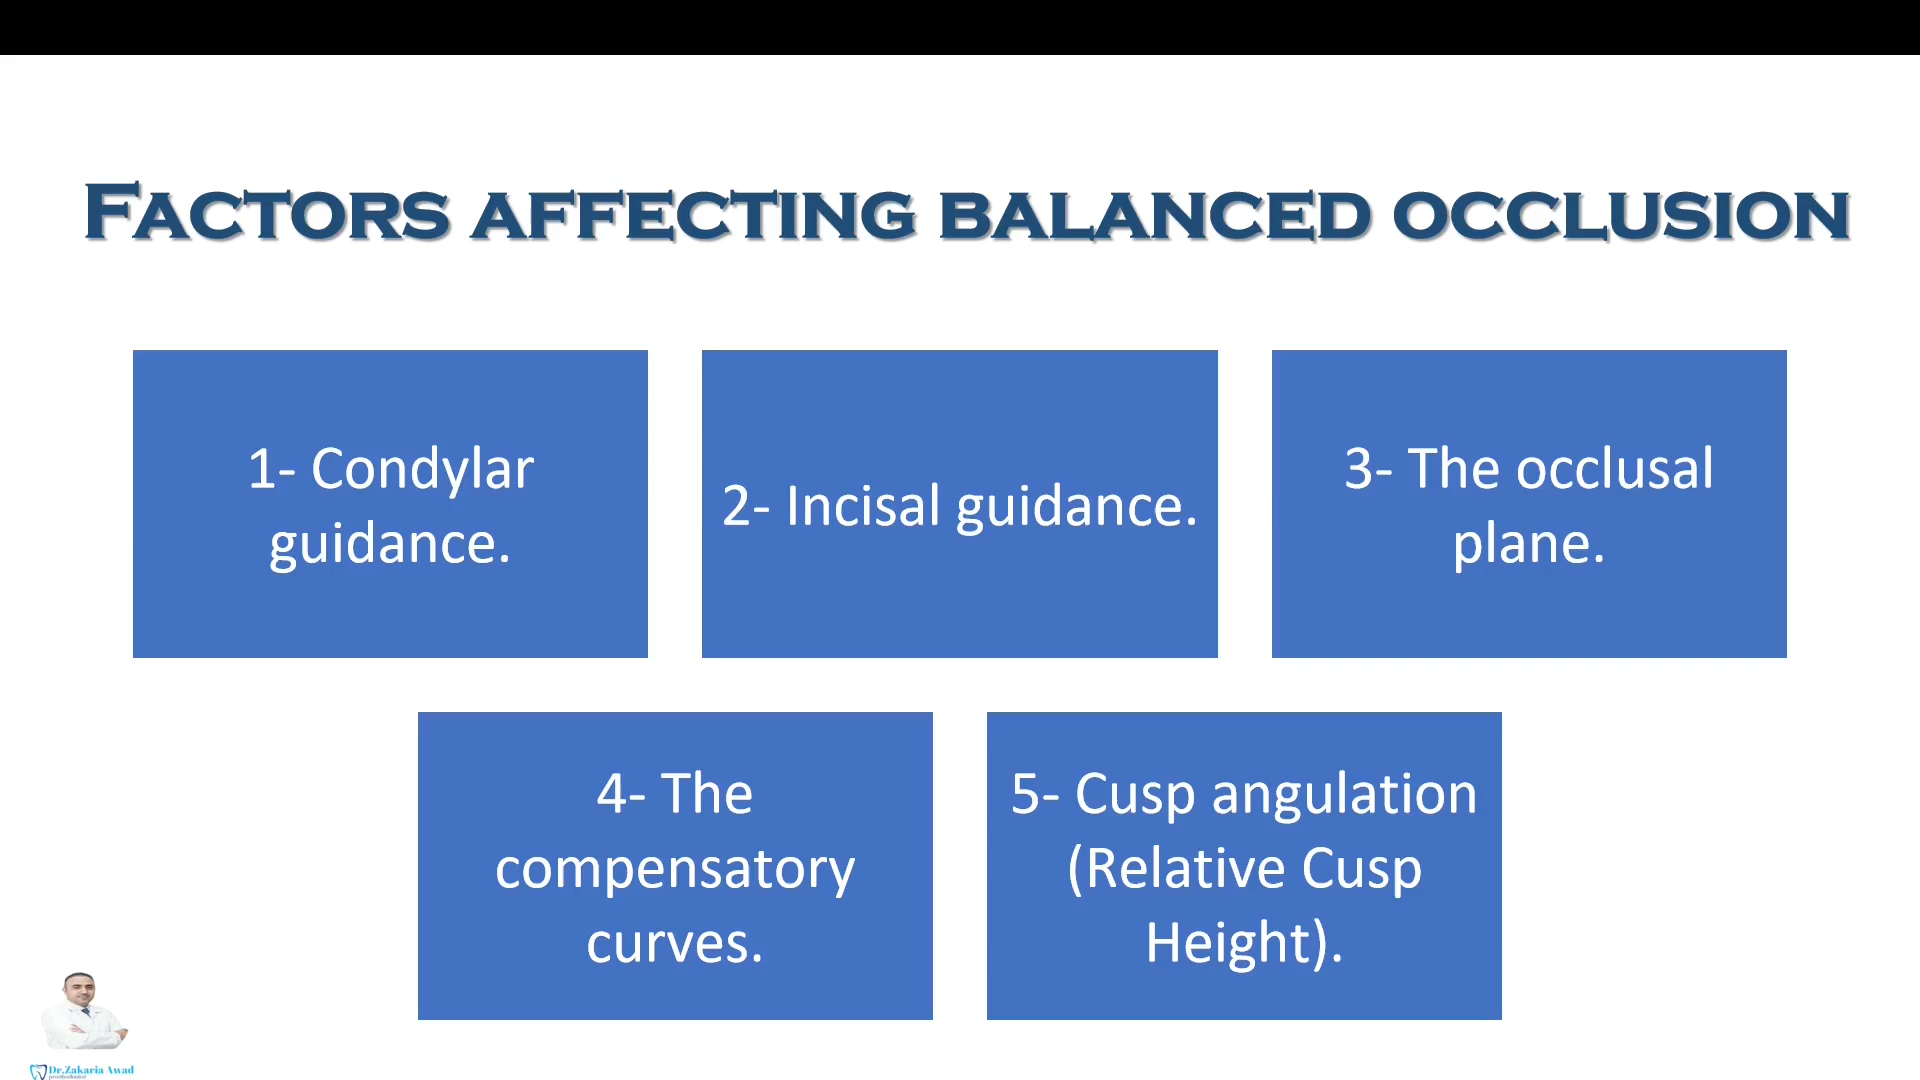 FACTORS AFFECTING BALANCED OCCLUSION
1- Condylar
guidance.
2- Incisal guidance.
3- The occlusal
plane.
4- The
compensatory
curves.
5- Cusp angulation
(Relative Cusp
Height).
Dr.Zakaria Awad
prosthodontist